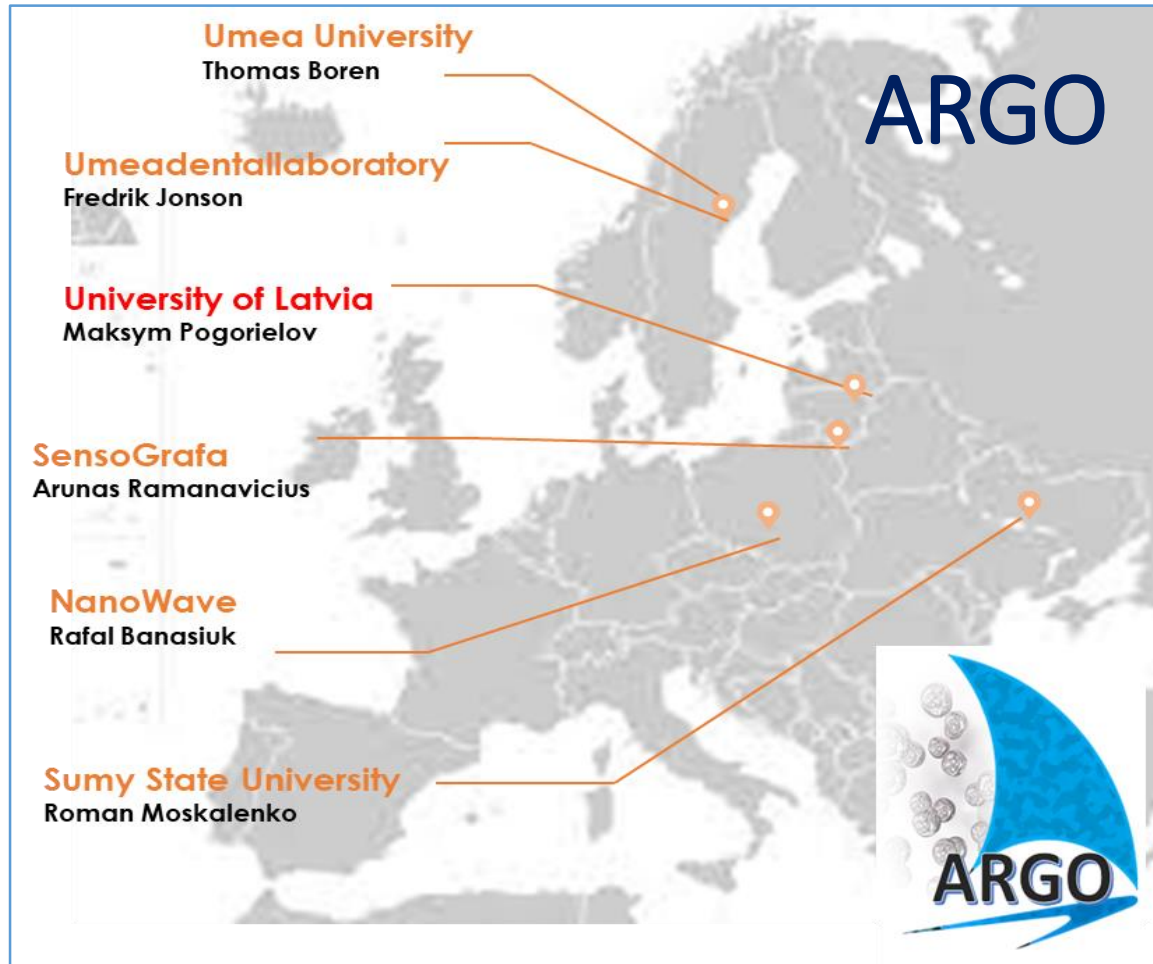 Umea University
Thomas Boren
ARGO
Umeadentallaboratory
Fredrik Jonson
University of Latvia
Maksym Pogorielov
SensoGrafa
Arunas Ramanavicius
NanoWave
Rafal Banasiuk
Sumy State University
Roman Moskalenko
ARGO